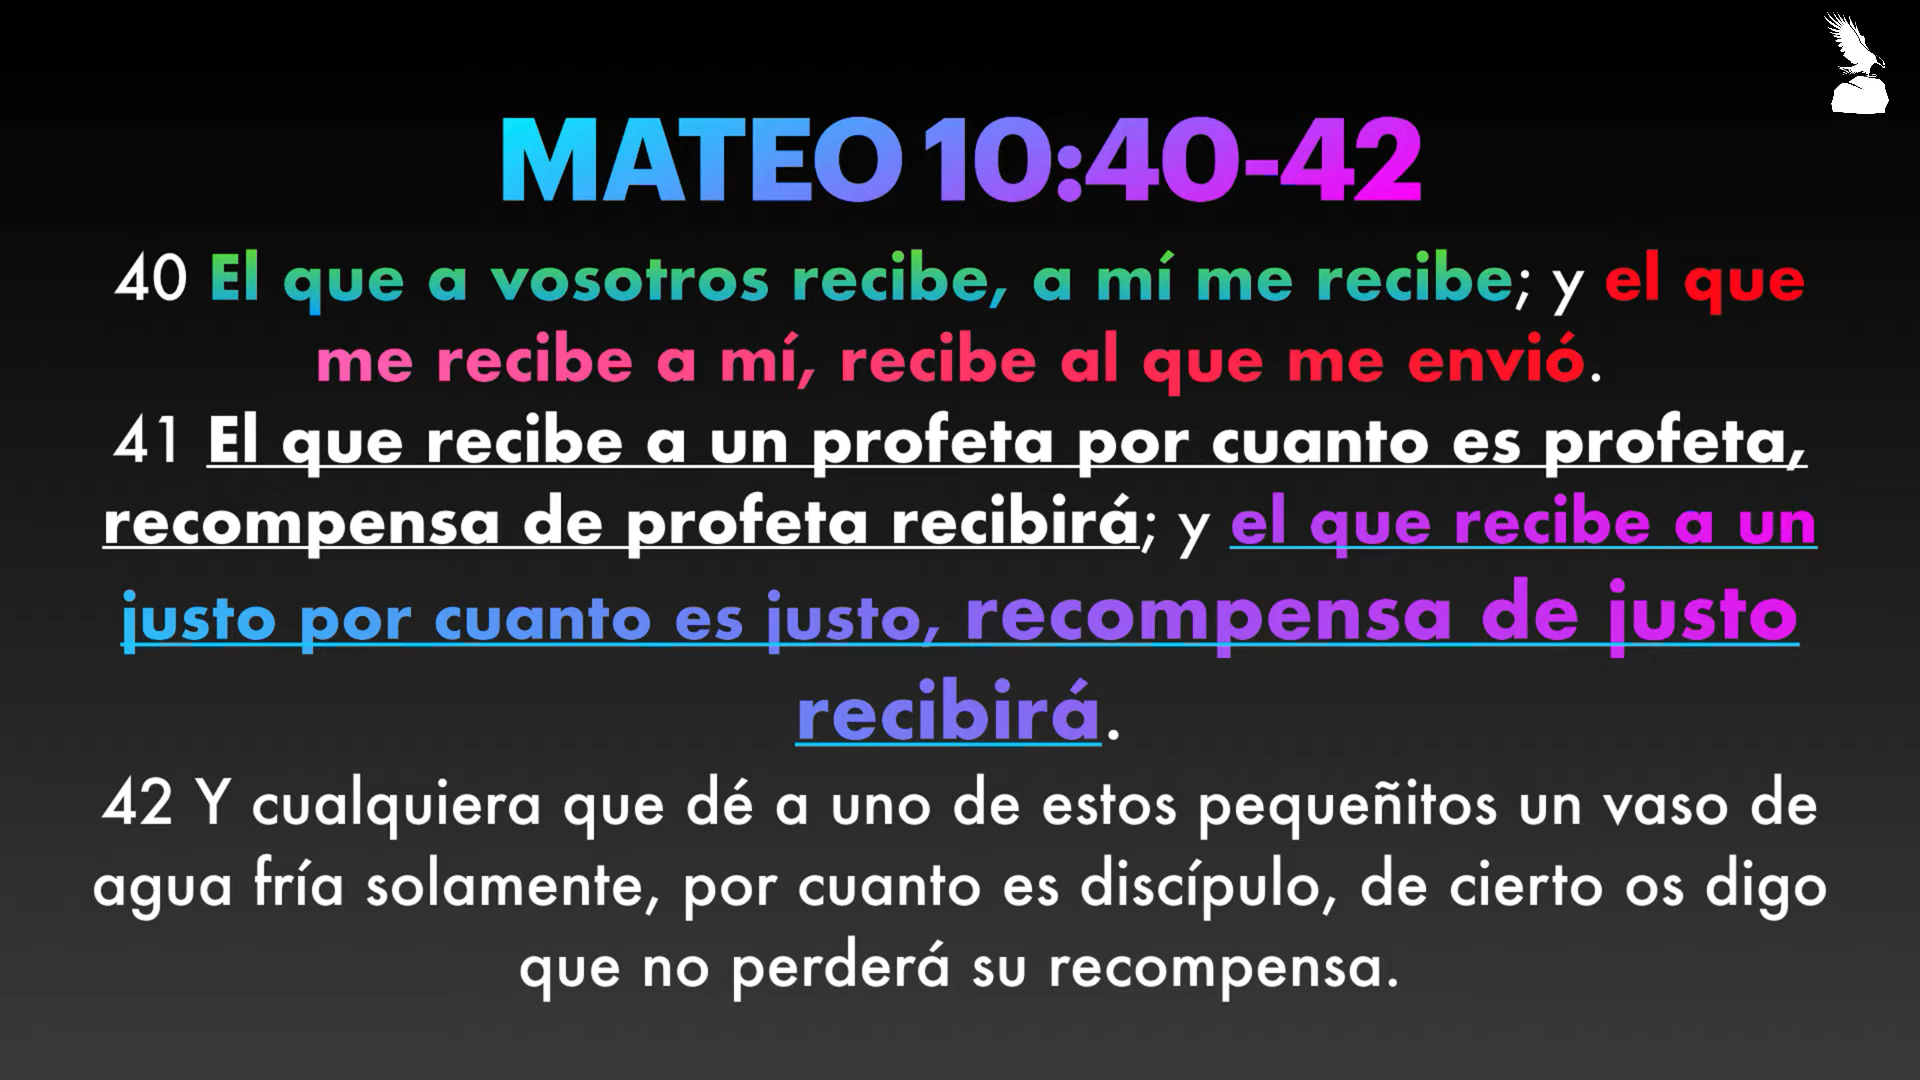 MATEO 10:40-42
40 El que a vosotros recibe, a mí me recibe; y el que
me recibe a mí, recibe al que me envió.
41 El que recibe a un profeta por cuanto es profeta,
recompensa de profeta recibirá; y el que recibe a un
justo por cuanto es justo, recompensa de justo
recibirá.
42 Y cualquiera que dé a uno de estos pequeñitos un vaso de
agua fría solamente, por cuanto es discípulo, de cierto os digo
que no perderá su recompensa.